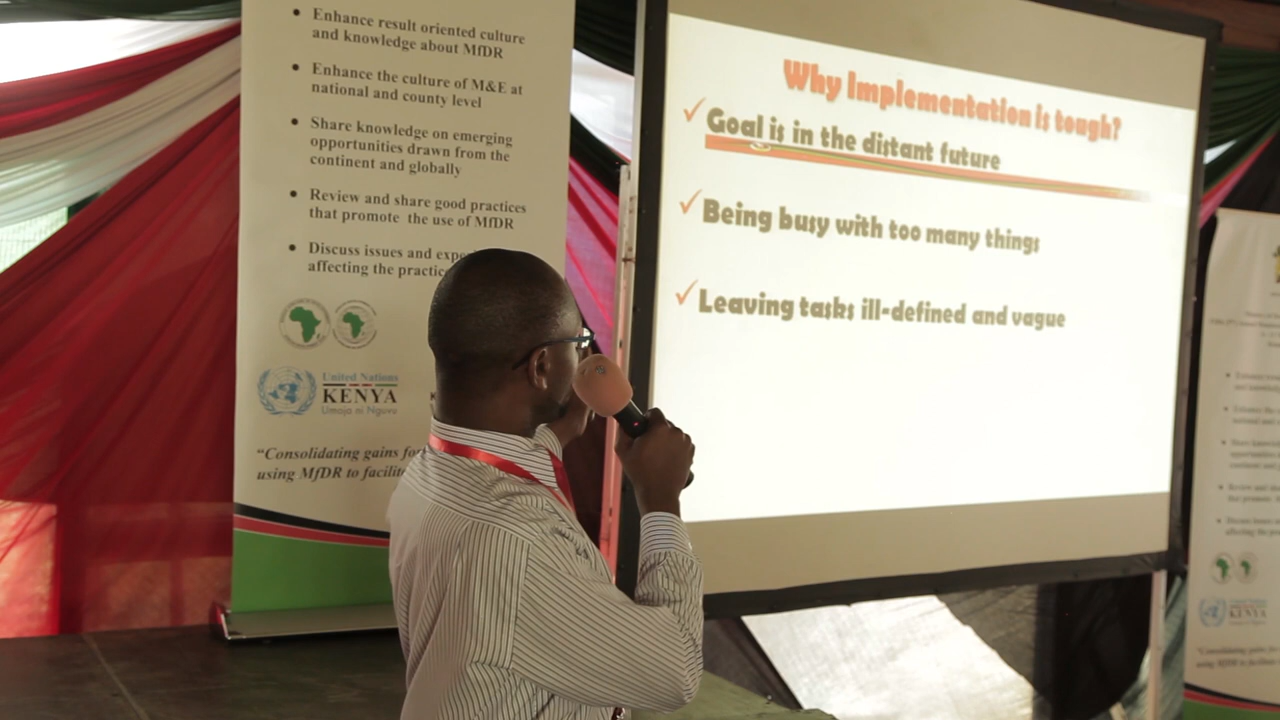 Enhance result oriented culture
and knowledge about MfDR
Enhance the culture of M&E at
national and county level
Share knowledge on emerging
opportunities drawn from the
continent and globally
Review and share good practices
that promote the use of MfDR
Discuss issues and
affecting the
United Nations
KENYA
Umoja ni Nguvu
"Consolidating gains
using MfDR to
Why Implementation is tough?
✓ Goal is in the distant future
✓ Being busy with too many things
✓ Leaving tasks ill-defined and vague
KENYA